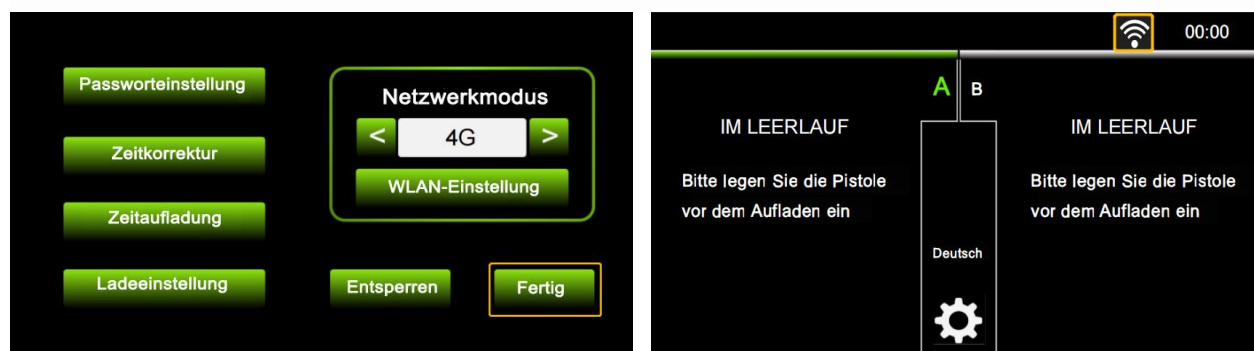 Passworteinstellung
Zeitkorrektur
Zeitaufladung
Ladeeinstellung
Netzwerkmodus
< 4G >
WLAN-Einstellung
Entsperren
Fertig
00:00
A
B
IM LEERLAUF
Bitte legen Sie die Pistole
vor dem Aufladen ein
Deutsch
IM LEERLAUF
Bitte legen Sie die Pistole
vor dem Aufladen ein